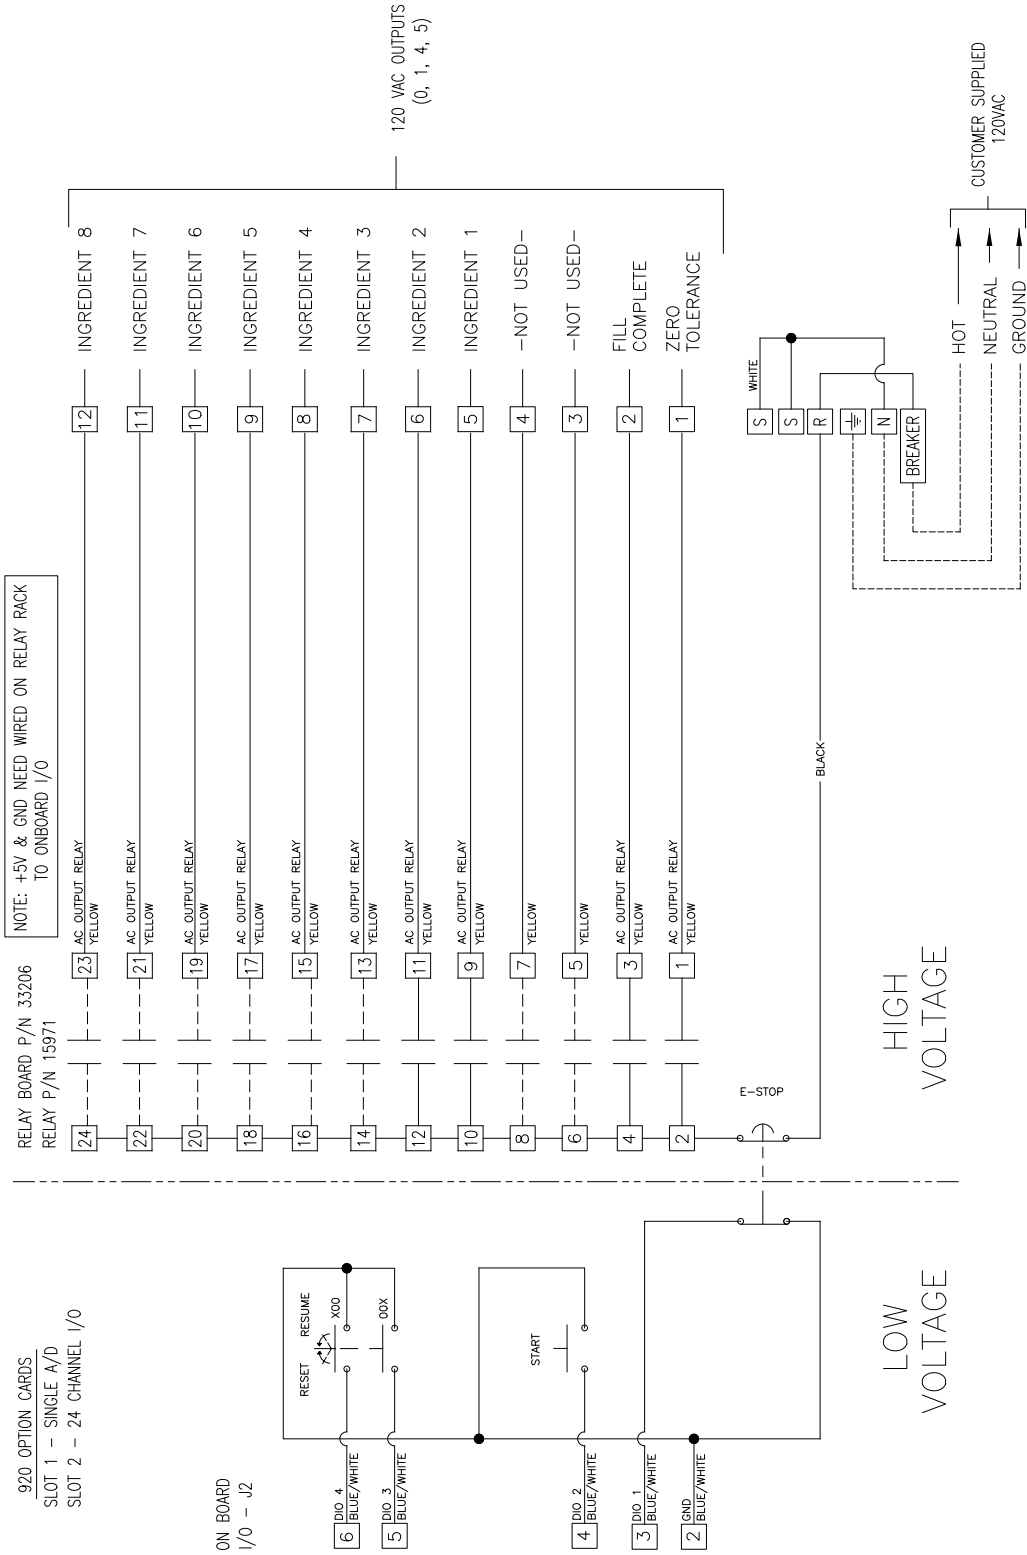 920 OPTION CARDS
SLOT 1 – SINGLE A/D
SLOT 2 – 24 CHANNEL I/O
RELAY BOARD P/N 33206
RELAY P/N 15971
NOTE: +5V & GND NEED WIRED ON RELAY RACK
TO ONBOARD I/O
24
23
AC OUTPUT RELAY
YELLOW
12
INGREDIENT 8
22
21
AC OUTPUT RELAY
YELLOW
11
INGREDIENT 7
20
19
AC OUTPUT RELAY
YELLOW
10
INGREDIENT 6
18
17
AC OUTPUT RELAY
YELLOW
9
INGREDIENT 5
16
15
AC OUTPUT RELAY
YELLOW
8
INGREDIENT 4
14
13
AC OUTPUT RELAY
YELLOW
7
INGREDIENT 3
12
11
AC OUTPUT RELAY
YELLOW
6
INGREDIENT 2
10
9
AC OUTPUT RELAY
YELLOW
5
INGREDIENT 1
8
7
YELLOW
4
–NOT USED–
6
5
YELLOW
3
–NOT USED–
4
3
AC OUTPUT RELAY
YELLOW
2
FILL
COMPLETE
2
1
AC OUTPUT RELAY
YELLOW
1
ZERO
TOLERANCE
120 VAC OUTPUTS
(0, 1, 4, 5)
ON BOARD
I/O – J2
RESET
RESUME
X00
00X
6
DIO 4
BLUE/WHITE
5
DIO 3
BLUE/WHITE
START
4
DIO 2
BLUE/WHITE
3
DIO 1
BLUE/WHITE
2
GND
BLUE/WHITE
E–STOP
BLACK
WHITE
S
S
R
N
BREAKER
HOT
NEUTRAL
GROUND
CUSTOMER SUPPLIED
120VAC
LOW
VOLTAGE
HIGH
VOLTAGE